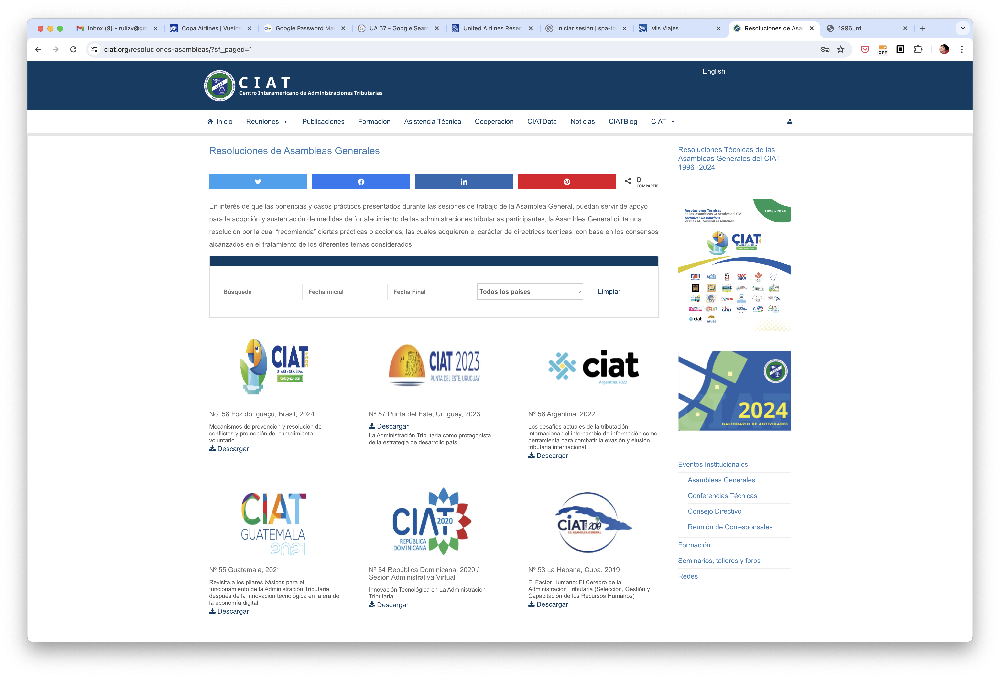 Inbox (9) - rulizv@gm
Copa Airlines | Vuelos
Google Password Ma
UA 57 - Google Searc
United Airlines Reser
Iniciar sesión | spa-ib
Mis Viajes
Resoluciones de Asa
1996_rd
ciat.org/resoluciones-asambleas/?sf_paged=1
OFF
English
CIAT
Centro Interamericano de Administraciones Tributarias
Inicio Reuniones Publicaciones Formación Asistencia Técnica Cooperación CIATData Noticias CIATBlog CIAT
Resoluciones de Asambleas Generales
0
COMPARTIR
En interés de que las ponencias y casos prácticos presentados durante las sesiones de trabajo de la Asamblea General, puedan servir de apoyo
para la adopción y sustentación de medidas de fortalecimiento de las administraciones tributarias participantes, la Asamblea General dicta una
resolución por la cual “recomienda” ciertas prácticas o acciones, las cuales adquieren el carácter de directrices técnicas, con base en los consensos
alcanzados en el tratamiento de los diferentes temas considerados.
Búsqueda Fecha inicial Fecha Final Todos los países Limpiar
CIAT
2024
58ª ASSEMBLEIA GERAL
Foz do Iguaçu • Brasil
No. 58 Foz do Iguaçu, Brasil, 2024
Mecanismos de prevención y resolución de
conflictos y promoción del cumplimiento
voluntario
Descargar
CIAT 2023
PUNTA DEL ESTE, URUGUAY
Nº 57 Punta del Este, Uruguay, 2023
Descargar
La Administración Tributaria como protagonista
de la estrategia de desarrollo país
ciat
Argentina 2022
Nº 56 Argentina, 2022
Los desafíos actuales de la tributación
internacional: el intercambio de información como
herramienta para combatir la evasión y elusión
tributaria internacional
Descargar
CIAT
GUATEMALA
2021
Nº 55 Guatemala, 2021
Revisita a los pilares básicos para el
funcionamiento de la Administración Tributaria,
después de la innovación tecnológica en la era de
la economía digital.
Descargar
CIAT
2020
REPÚBLICA
DOMINICANA
Nº 54 República Dominicana, 2020 /
Sesión Administrativa Virtual
Innovación Tecnológica en La Administración
Tributaria
Descargar
CIAT CUBA 2019
53. ASAMBLEA GENERAL
Nº 53 La Habana, Cuba. 2019
El Factor Humano: El Cerebro de la
Administración Tributaria (Selección, Gestión y
Capacitación de los Recursos Humanos)
Descargar
Resoluciones Técnicas de las
Asambleas Generales del CIAT
1996 -2024
Resoluciones Técnicas
de las Asambleas Generales del CIAT
Technical Resolutions
of the CIAT General Assemblies
1996 - 2024
CIAT
2024
58ª ASSEMBLEIA GERAL
Foz do Iguaçu • Brasil
CIAT
2024
CALENDARIO DE ACTIVIDADES
Eventos Institucionales
Asambleas Generales
Conferencias Técnicas
Consejo Directivo
Reunión de Corresponsales
Formación
Seminarios, talleres y foros
Redes